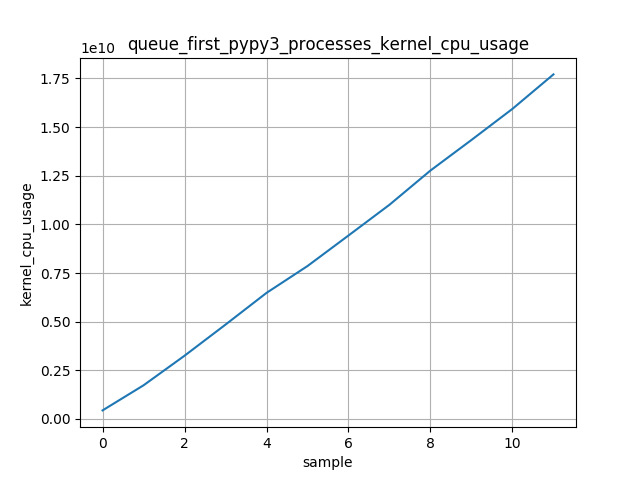 queue_first_pypy3_processes_kernel_cpu_usage
1e10
1.75
1.50
1.25
1.00
0.75
0.50
0.25
0.00
kernel_cpu_usage
0 2 4 6 8 10
sample